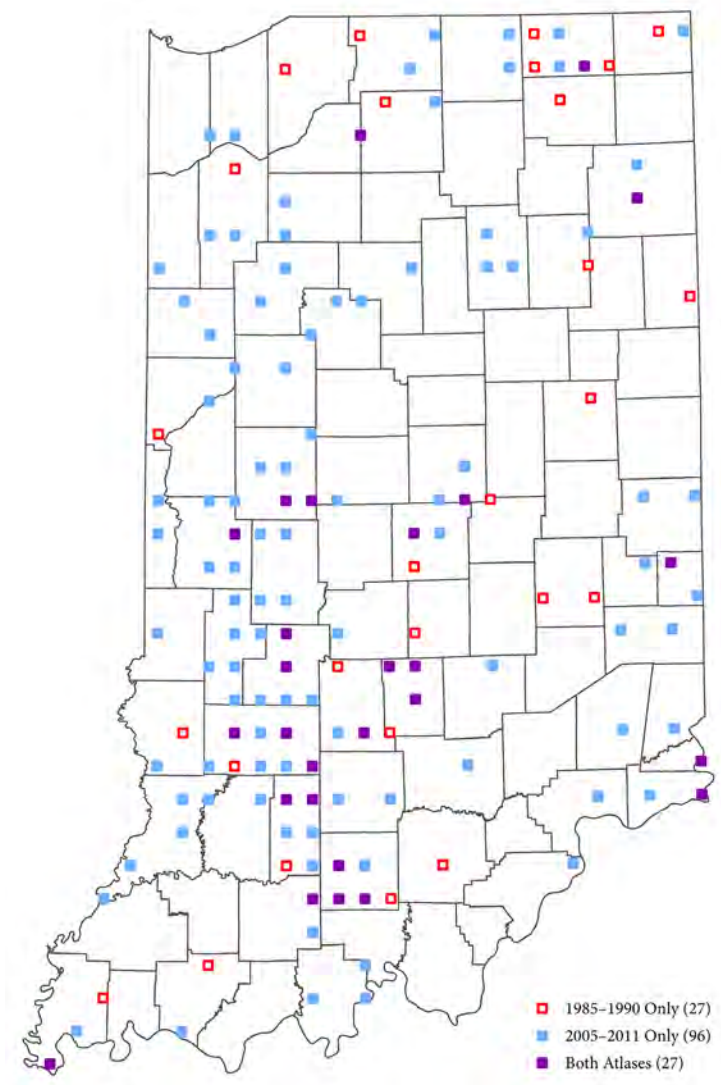 1985–1990 Only (27)
2005–2011 Only (96)
Both Atlases (27)